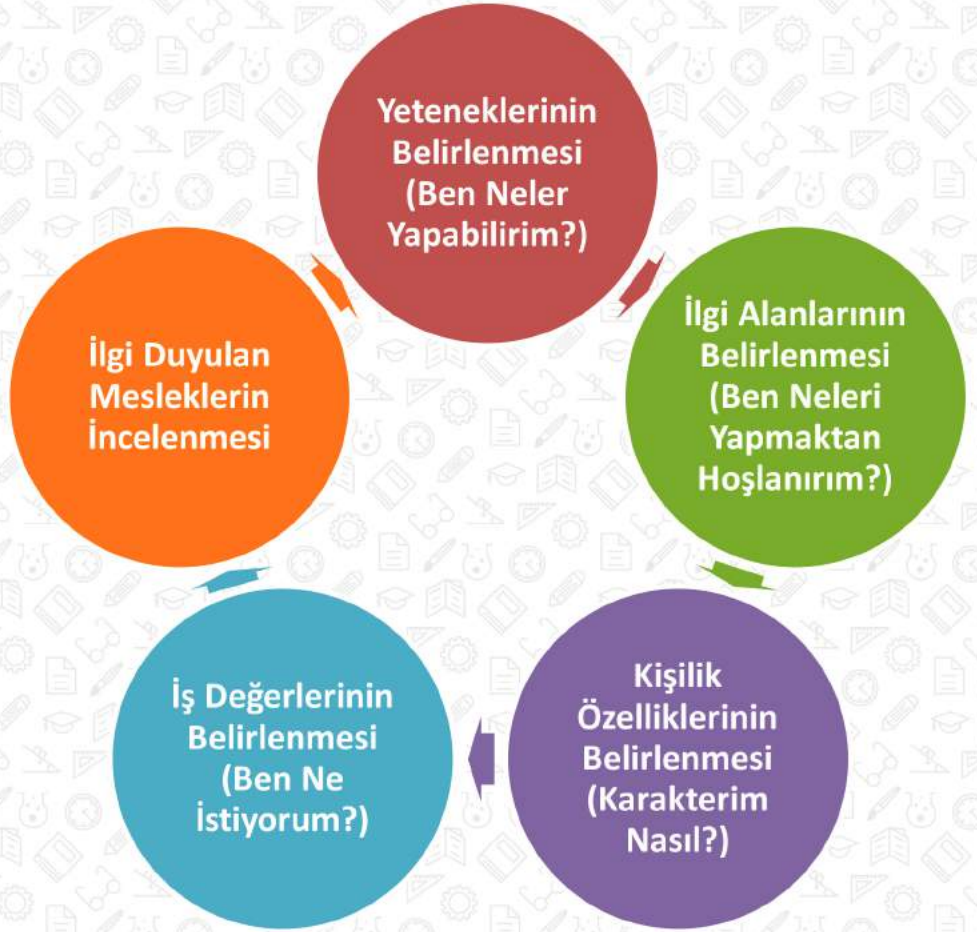 Yeteneklerinin
Belirlenmesi
(Ben Neler
Yapabilirim?)
İlgi Alanlarının
Belirlenmesi
(Ben Neleri
Yapmaktan
Hoşlanırım?)
Kişilik
Özelliklerinin
Belirlenmesi
(Karakterim
Nasıl?)
İş Değerlerinin
Belirlenmesi
(Ben Ne
İstiyorum?)
İlgi Duyulan
Mesleklerin
İncelenmesi